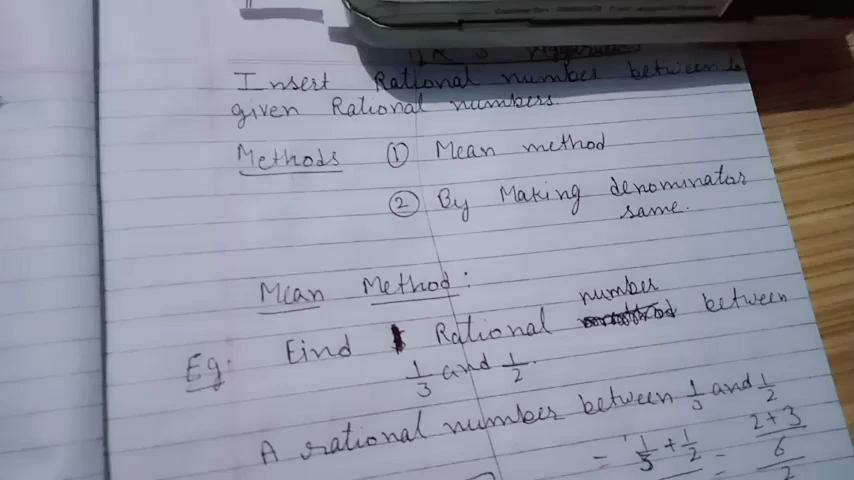 Insert Rational number between
given Rational numbers.
Methods ① Mean method
② By Making denominator
same.
Mean Method:
number
Eg: Find Rational between
1/3 and 1/2.
A rational number between 1/3 and 1/2
= 1/3 + 1/2 = 2+3
6
2